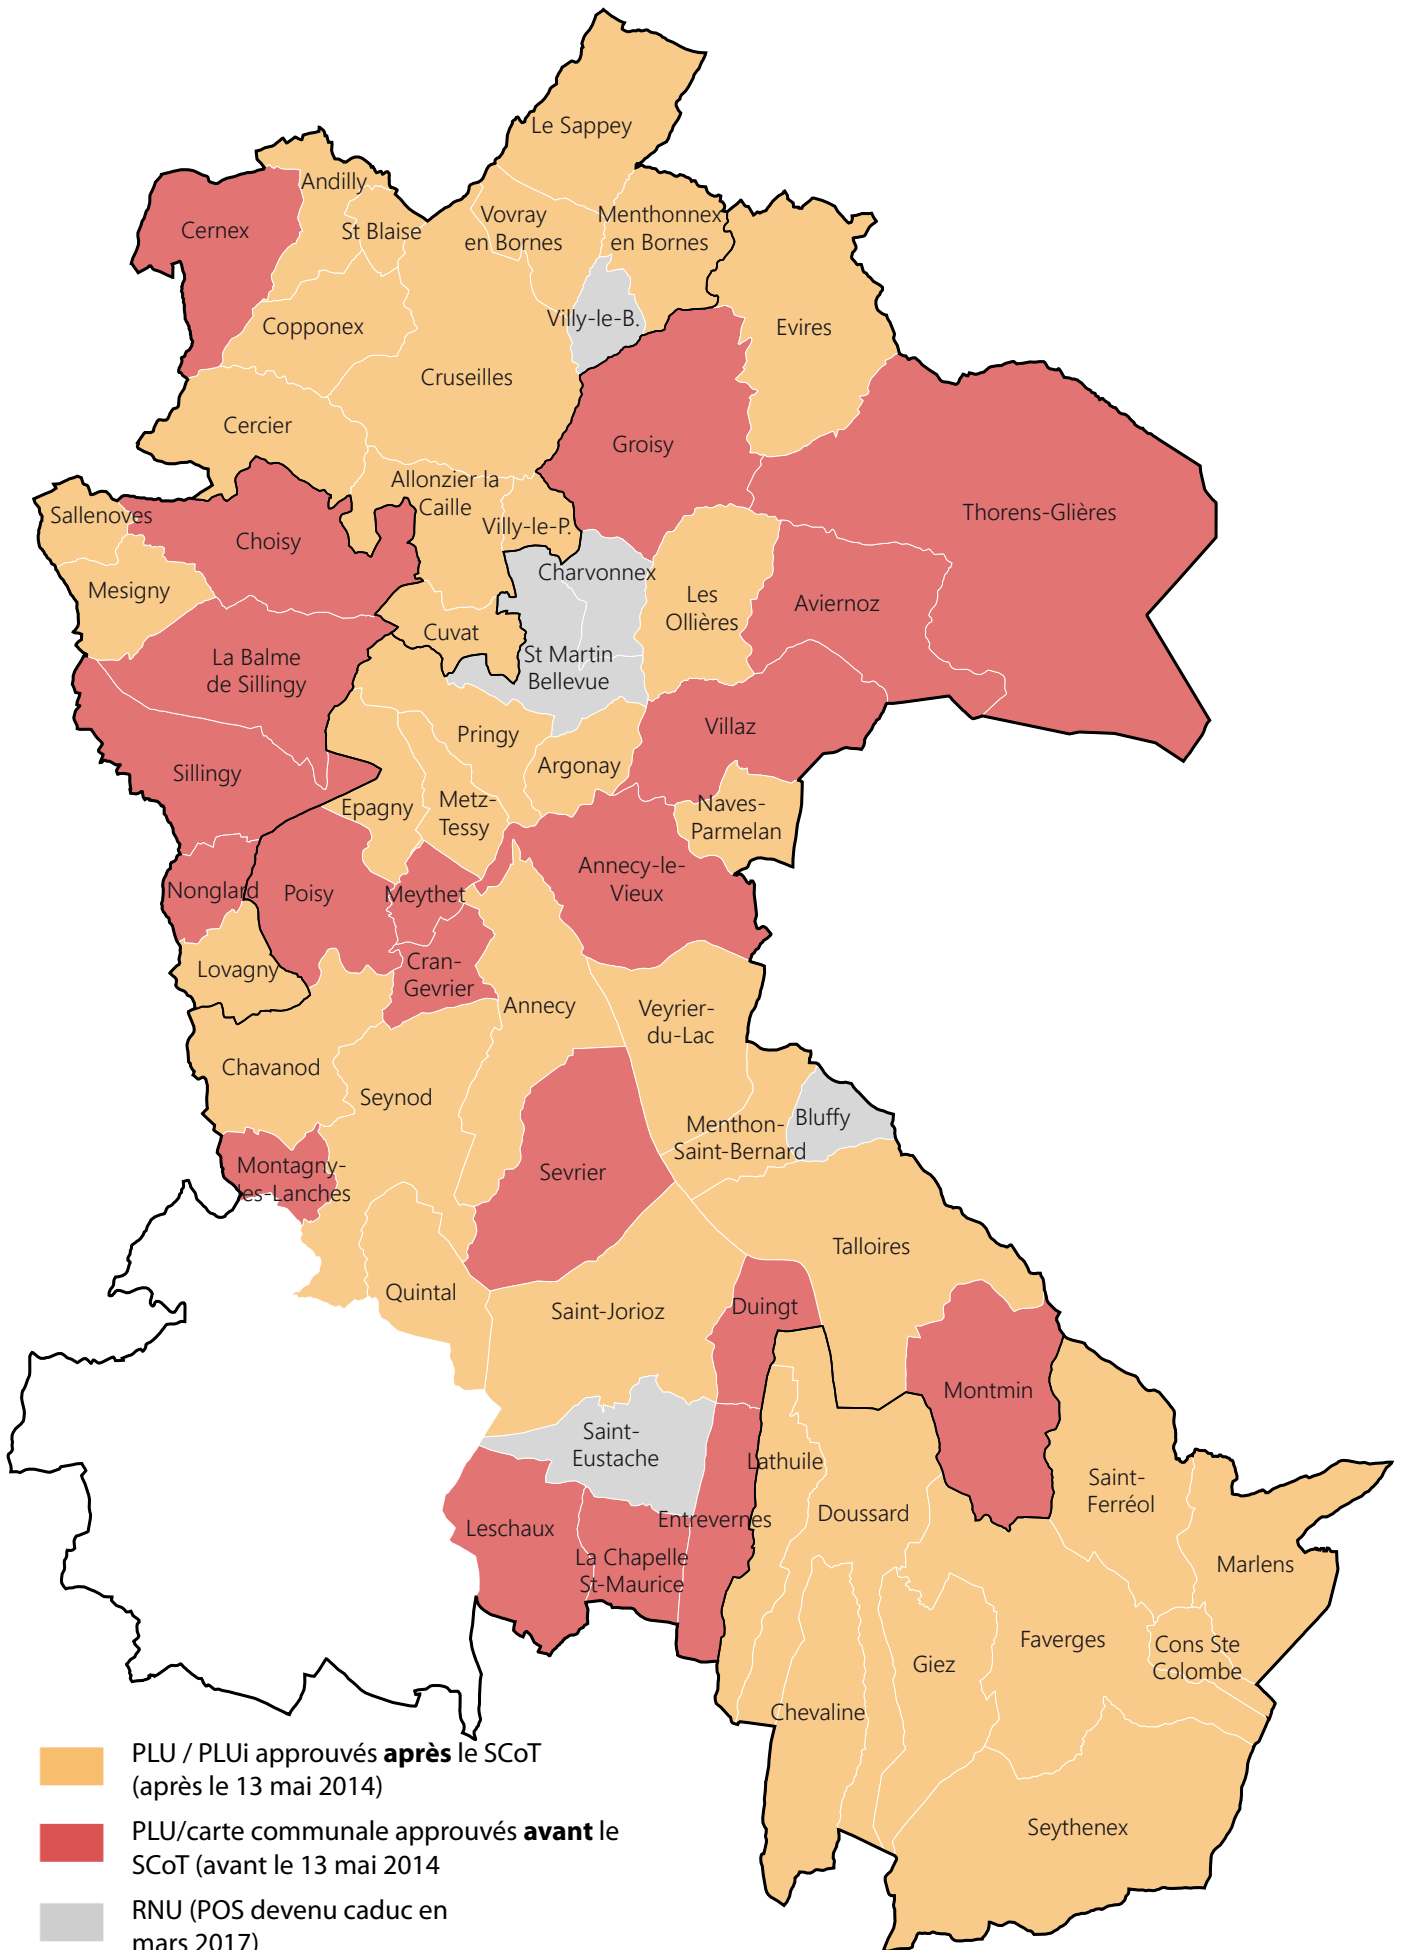 Le Sappey
Andilly
Cernex
St Blaise
Vovray
en Bornes
Menthonnex
en Bornes
Villy-le-B.
Evires
Copponex
Cruseilles
Cercier
Groisy
Allonzier la
Caille
Sallenoves
Villy-le-P.
Thorens-Glières
Choisy
Charvonnex
Mesigny
Les
Ollières
Aviernoz
Cuvat
La Balme
de Sillingy
St Martin
Bellevue
Villaz
Pringy
Argonay
Sillingy
Epagny
Metz-
Tessy
Naves-
Parmelan
Annecy-le-
Vieux
Nonglard
Poisy
Meythet
Lovagny
Cran-
Gevrier
Annecy
Veyrier-
du-Lac
Chavanod
Seynod
Menthon-
Saint-Bernard
Bluffy
Montagny-
les-Lanches
Sevrier
Talloires
Quintal
Saint-Jorioz
Duingt
Montmin
Saint-
Eustache
Lathuile
Saint-
Ferréol
Doussard
Entrevernes
Leschaux
La Chapelle
St-Maurice
Marlens
Faverges
Cons Ste
Colombe
Giez
Chevaline
Seythenex
PLU / PLUi approuvés après le SCoT
(après le 13 mai 2014)
PLU/carte communale approuvés avant le
SCoT (avant le 13 mai 2014
RNU (POS devenu caduc en
mars 2017)